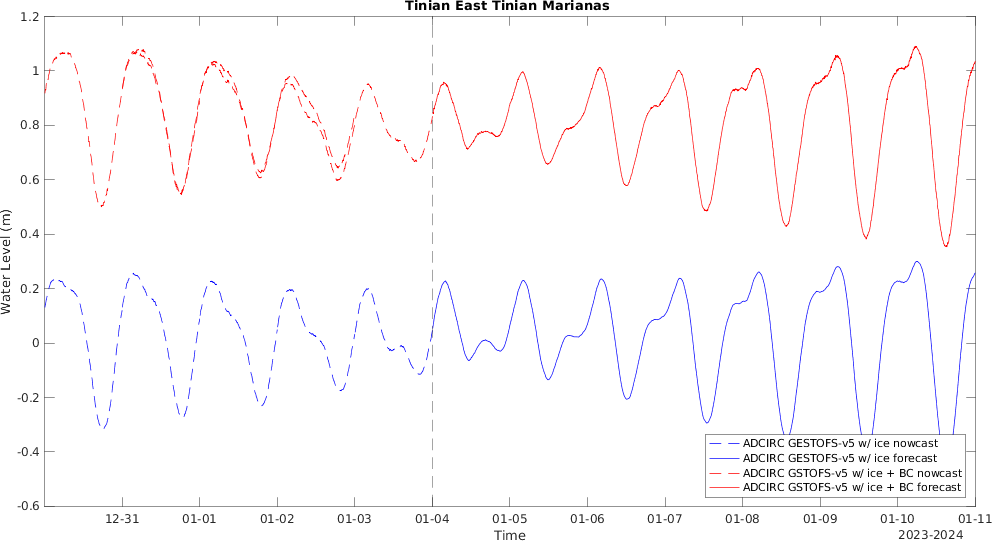 Tinian East Tinian Marianas
1.2
1
0.8
0.6
0.4
0.2
0
-0.2
-0.4
-0.6
Water Level (m)
ADCIRC GESTOFS-v5 w/ ice nowcast
ADCIRC GESTOFS-v5 w/ ice forecast
ADCIRC GSTOFS-v5 w/ ice + BC nowcast
ADCIRC GSTOFS-v5 w/ ice + BC forecast
12-31 01-01 01-02 01-03 01-04 01-05 01-06 01-07 01-08 01-09 01-10 01-11
Time
2023-2024